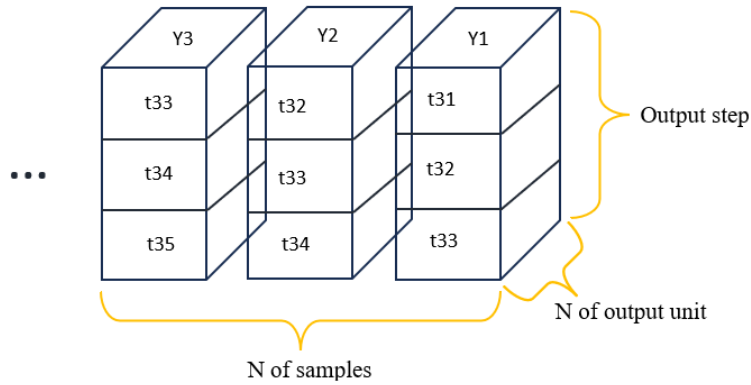 Y3 Y2 Y1
t33 t32 t31
t34 t33 t32
t35 t34 t33
...
Output step
N of output unit
N of samples